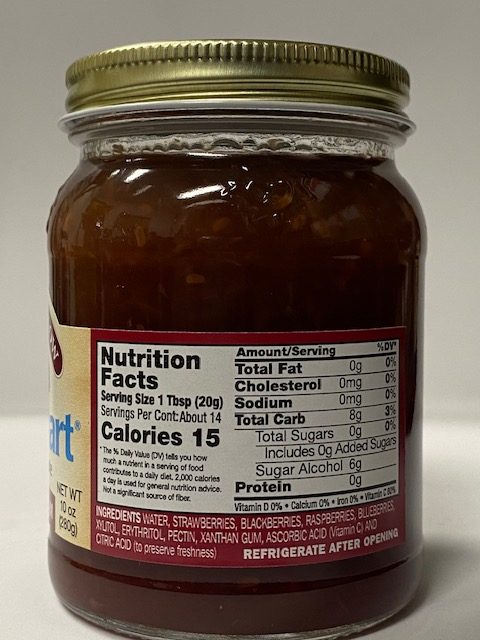 Nutrition
Facts
Serving Size 1 Tbsp (20g)
Servings Per Cont: About 14
Calories 15
*The % Daily Value (DV) tells you how
much a nutrient in a serving of food
contributes to a daily diet, 2,000 calories
a day is used for general nutrition advice.
Not a significant source of fiber.
Amount/Serving %DV*
Total Fat 0g 0%
Cholesterol 0mg 0%
Sodium 0mg 0%
Total Carb 8g 3%
Total Sugars 0g 0%
Includes 0g Added Sugars
Sugar Alcohol 6g
Protein 0g
Vitamin D 0% • Calcium 0% • Iron 0% • Vitamin C 80%
INGREDIENTS WATER, STRAWBERRIES, BLACKBERRIES, RASPBERRIES, BLUEBERRIES,
XYLITOL, ERYTHRITOL, PECTIN, XANTHAN GUM, ASCORBIC ACID (Vitamin C) AND
CITRIC ACID (to preserve freshness)
REFRIGERATE AFTER OPENING
art®
NET WT
10 oz
(280g)